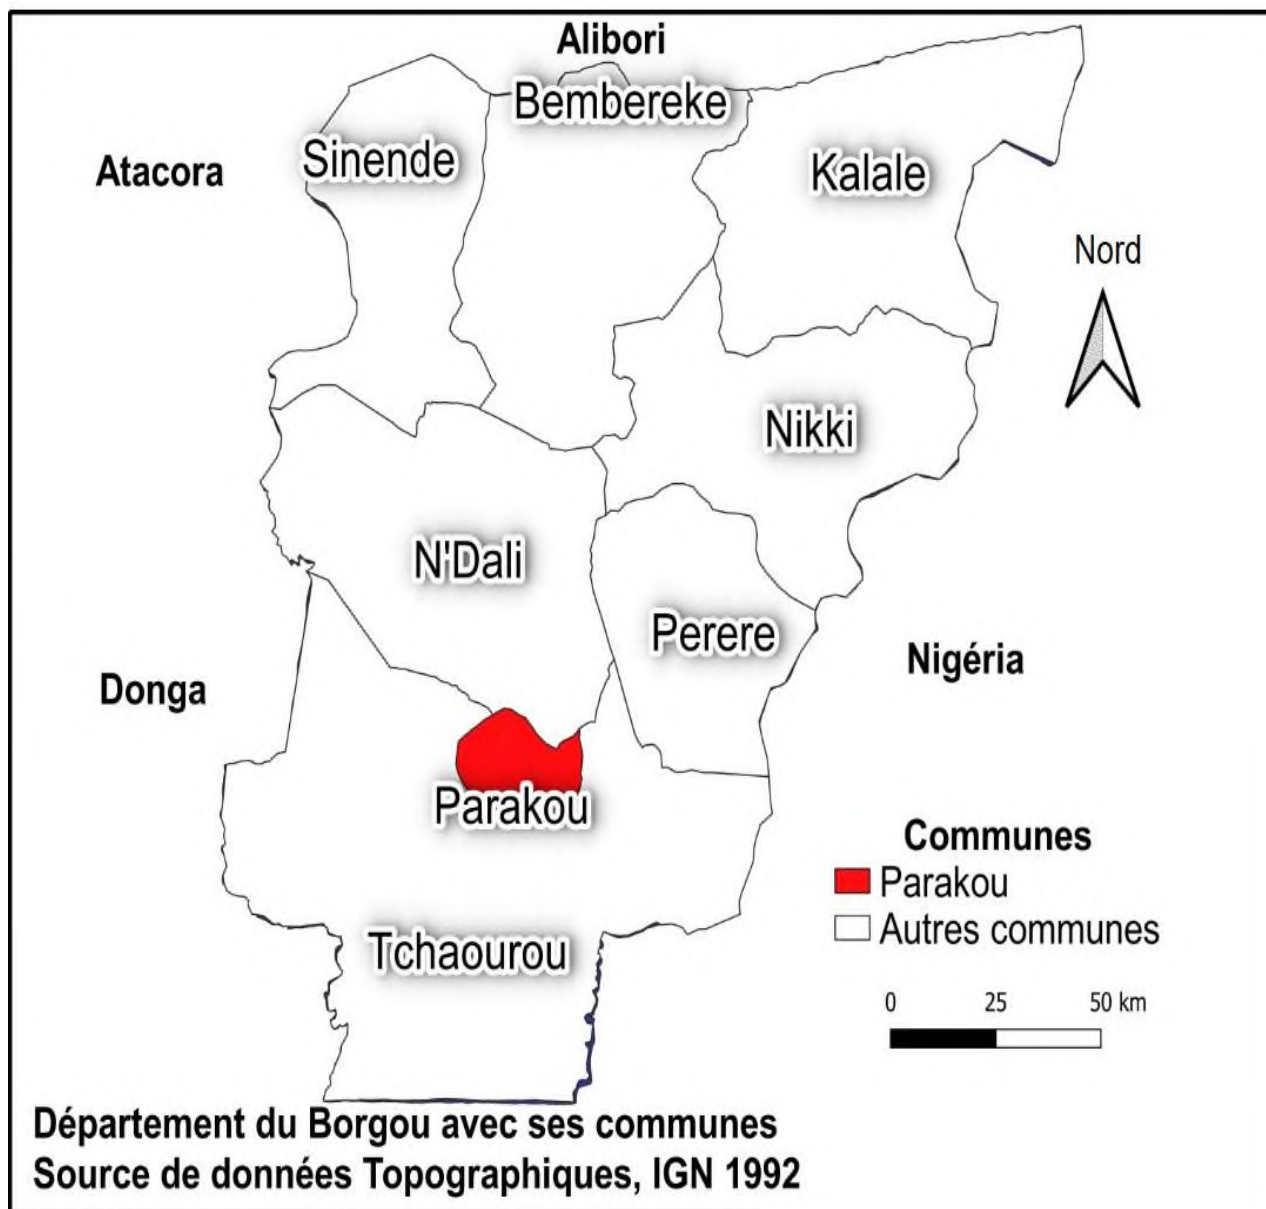 Alibori
Bembereke
Sinende
Atacora
Kalale
Nord
Nikki
N'Dali
Perere
Nigéria
Donga
Parakou
Communes
Parakou
Autres communes
Tchaourou
0 25 50 km
Département du Borgou avec ses communes
Source de données Topographiques, IGN 1992